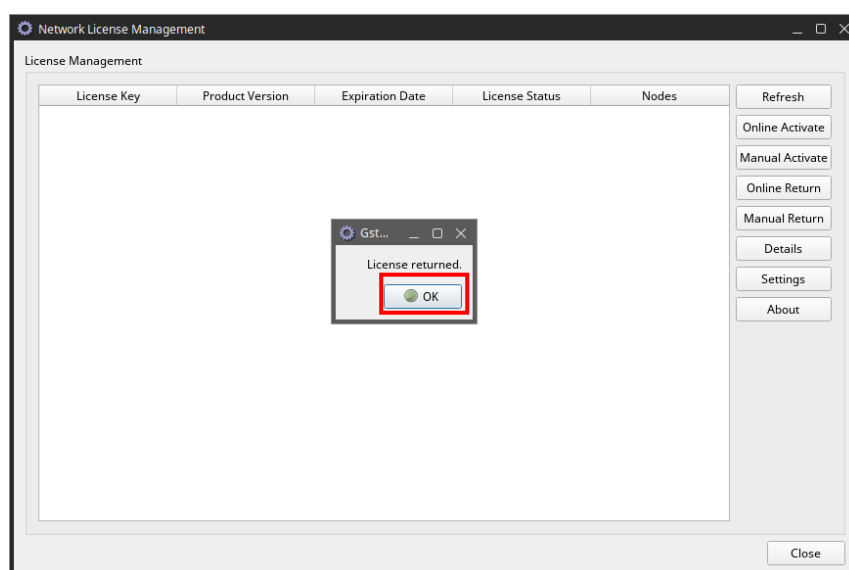 Network License Management
License Management
License Key Product Version Expiration Date License Status Nodes
Refresh
Online Activate
Manual Activate
Online Return
Manual Return
Details
Settings
About
Gst...
License returned.
OK
Close